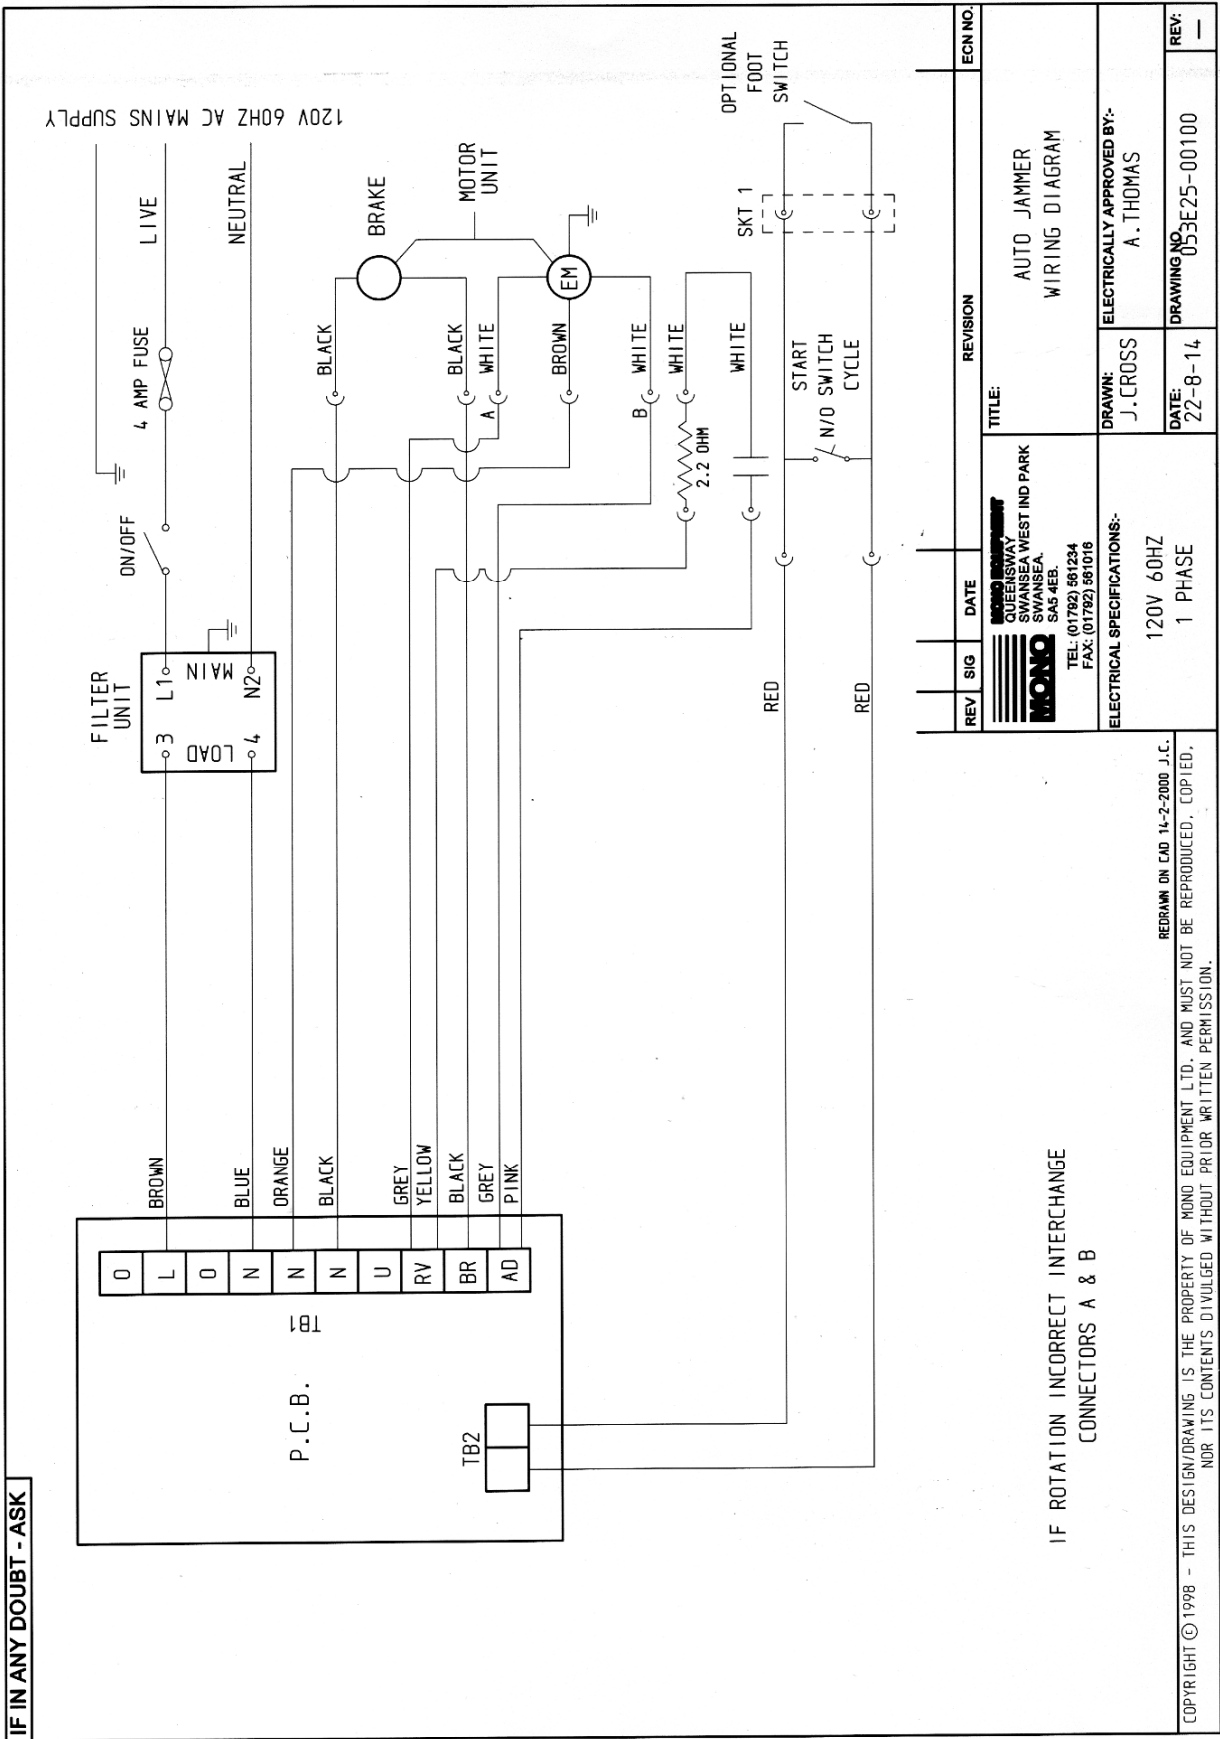 IF IN ANY DOUBT - ASK
120V 60HZ AC MAINS SUPPLY
LIVE
NEUTRAL
4 AMP FUSE
ON/OFF
FILTER
UNIT
L1
MAIN
N2
3
LOAD
4
BRAKE
MOTOR
UNIT
EM
BLACK
BLACK
WHITE
A
BROWN
WHITE
B
WHITE
WHITE
2.2 OHM
OPTIONAL
FOOT
SWITCH
SKT 1
START
N/O SWITCH
CYCLE
RED
RED
BROWN
BLUE
ORANGE
BLACK
GREY
YELLOW
BLACK
GREY
PINK
O
L
O
N
N
N
U
RV
BR
AD
TB1
P.C.B.
TB2
IF ROTATION INCORRECT INTERCHANGE
CONNECTORS A & B
REDRAWN ON CAD 14-2-2000 J.C.
COPYRIGHT © 1998 - THIS DESIGN/DRAWING IS THE PROPERTY OF MONO EQUIPMENT LTD. AND MUST NOT BE REPRODUCED, COPIED,
NOR ITS CONTENTS DIVULGED WITHOUT PRIOR WRITTEN PERMISSION.
REV SIG DATE REVISION ECN NO.
MONO
MONO EQUIPMENT
QUEENSWAY
SWANSEA WEST IND PARK
SWANSEA.
SA5 4EB.
TEL: (01792) 561234
FAX: (01792) 561016
TITLE:
AUTO JAMMER
WIRING DIAGRAM
ELECTRICAL SPECIFICATIONS:-
120V 60HZ
1 PHASE
DRAWN:
J.CROSS
ELECTRICALLY APPROVED BY:-
A.THOMAS
DATE:
22-8-14
DRAWING NO.
053E25-00100
REV:
—